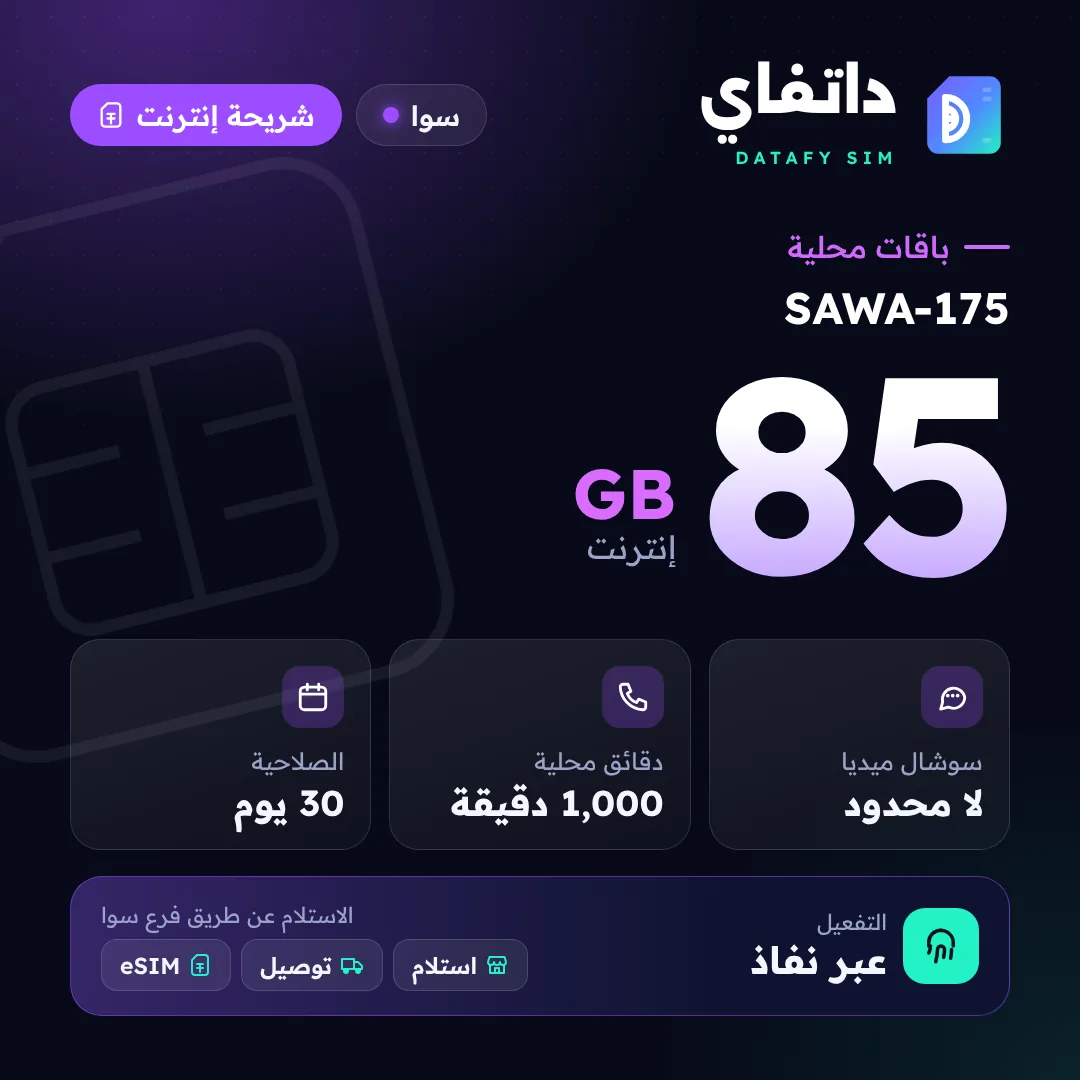 داتفاي
DATAFY SIM
سوا
شريحة إنترنت
باقات محلية
SAWA-175
85
GB
إنترنت
سوشال ميديا
لا محدود
دقائق محلية
1,000 دقيقة
الصلاحية
30 يوم
التفعيل
عبر نفاذ
الاستلام عن طريق فرع سوا
استلام
توصيل
eSIM